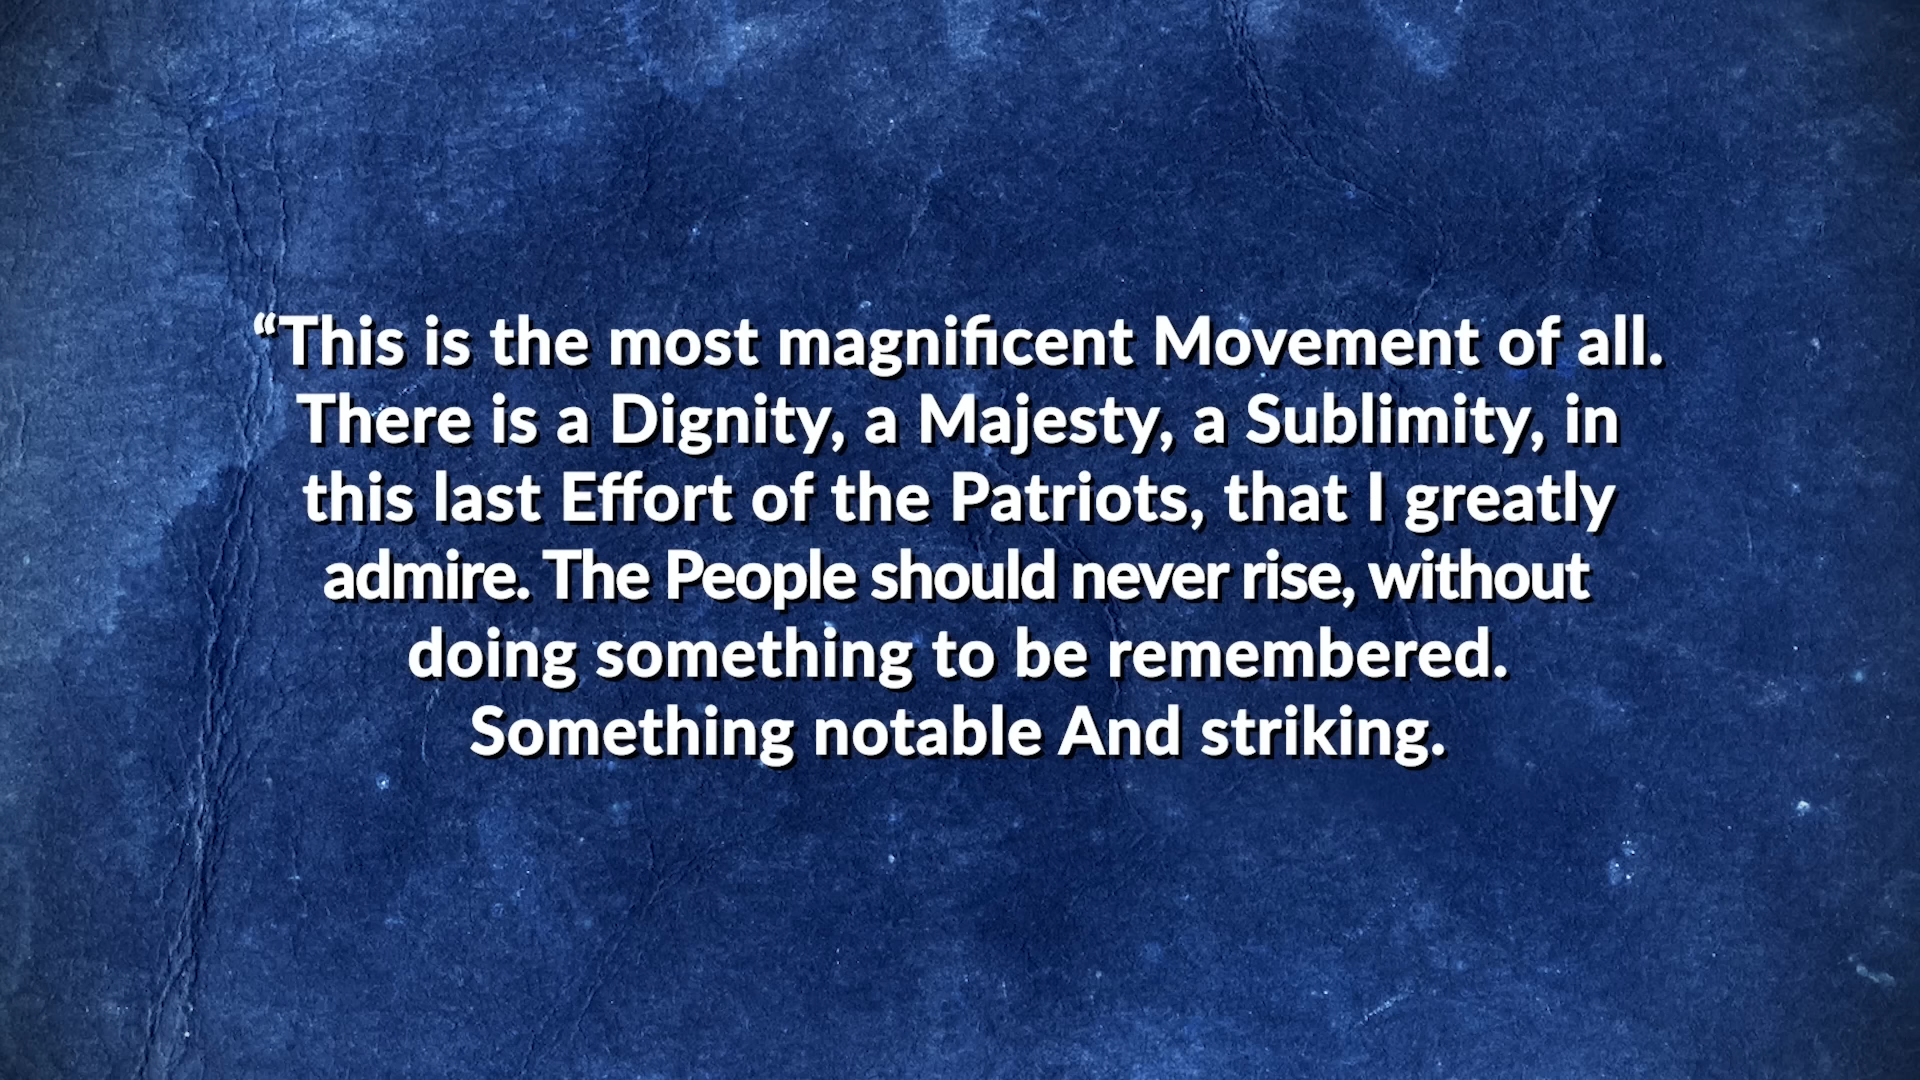 “This is the most magnificent Movement of all.
There is a Dignity, a Majesty, a Sublimity, in
this last Effort of the Patriots, that I greatly
admire. The People should never rise, without
doing something to be remembered.
Something notable And striking.